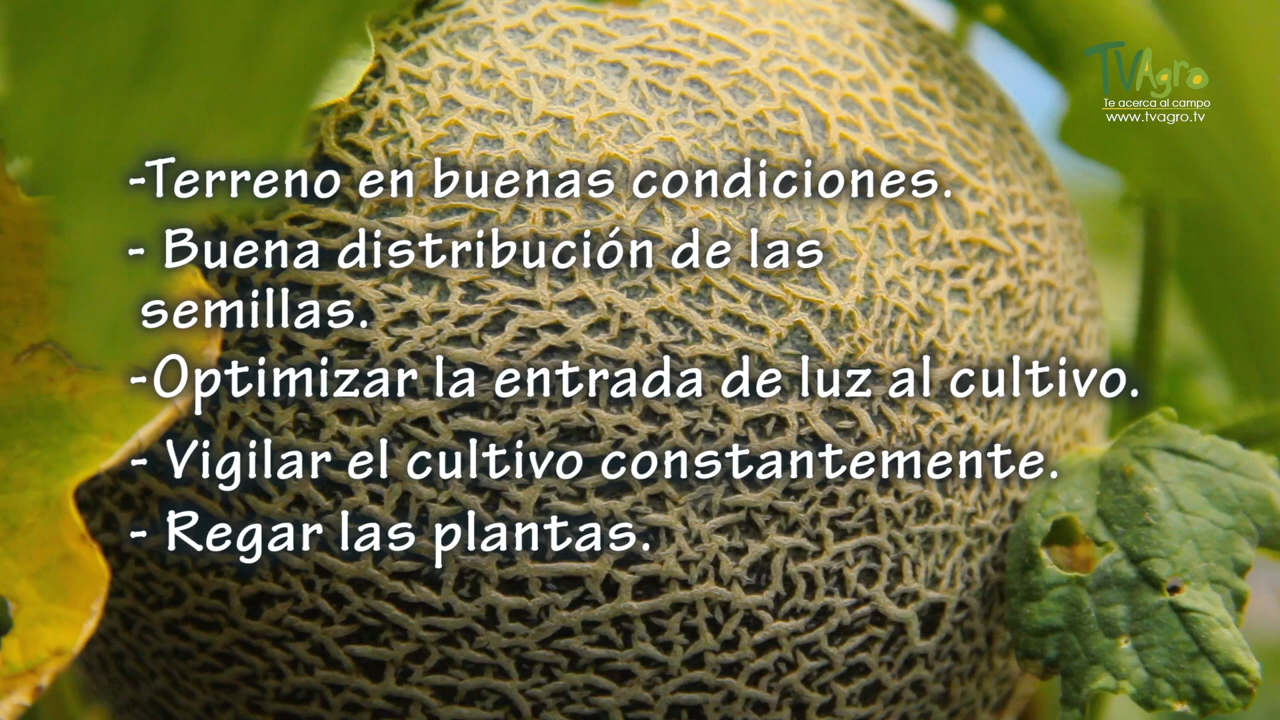 TVAgro
Te acerca al campo
www.tvagro.tv
-Terreno en buenas condiciones.
- Buena distribución de las
semillas.
-Optimizar la entrada de luz al cultivo.
- Vigilar el cultivo constantemente.
- Regar las plantas.